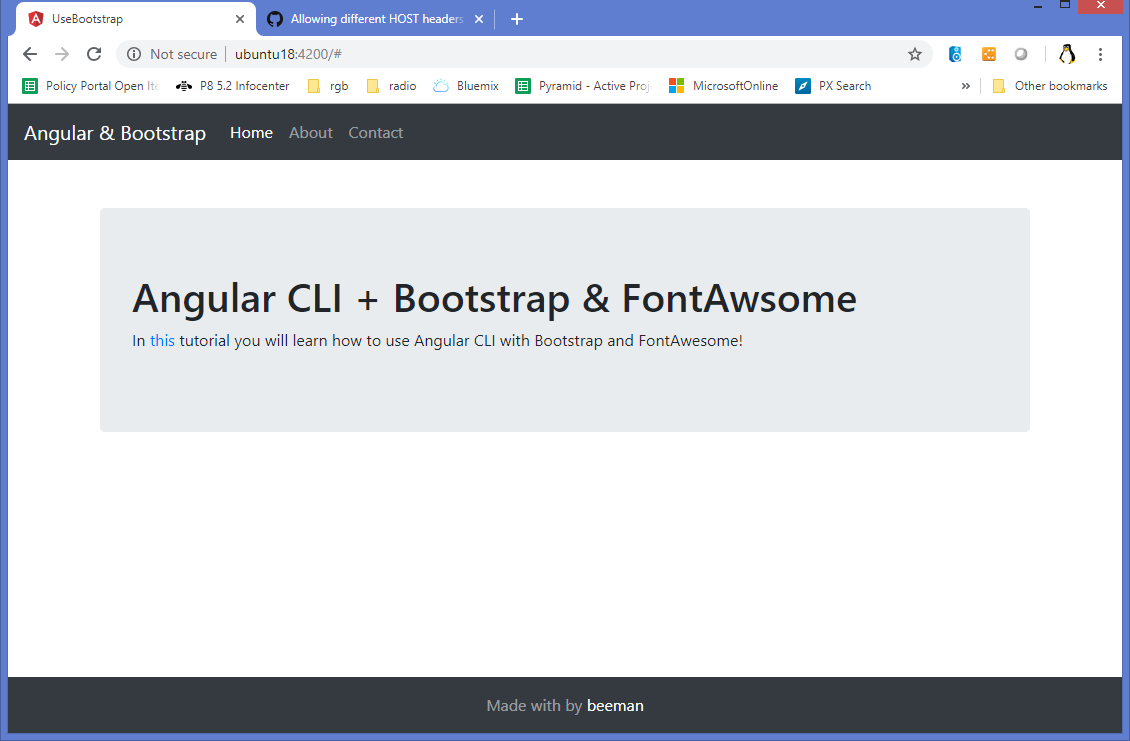 UseBootstrap
Allowing different HOST headers
Not secure ubuntu18:4200/#
Policy Portal Open Ite P8 5.2 Infocenter rgb radio Bluemix Pyramid - Active Proj MicrosoftOnline PX Search » Other bookmarks
Angular & Bootstrap Home About Contact
Angular CLI + Bootstrap & FontAwsome
In this tutorial you will learn how to use Angular CLI with Bootstrap and FontAwesome!
Made with by beeman